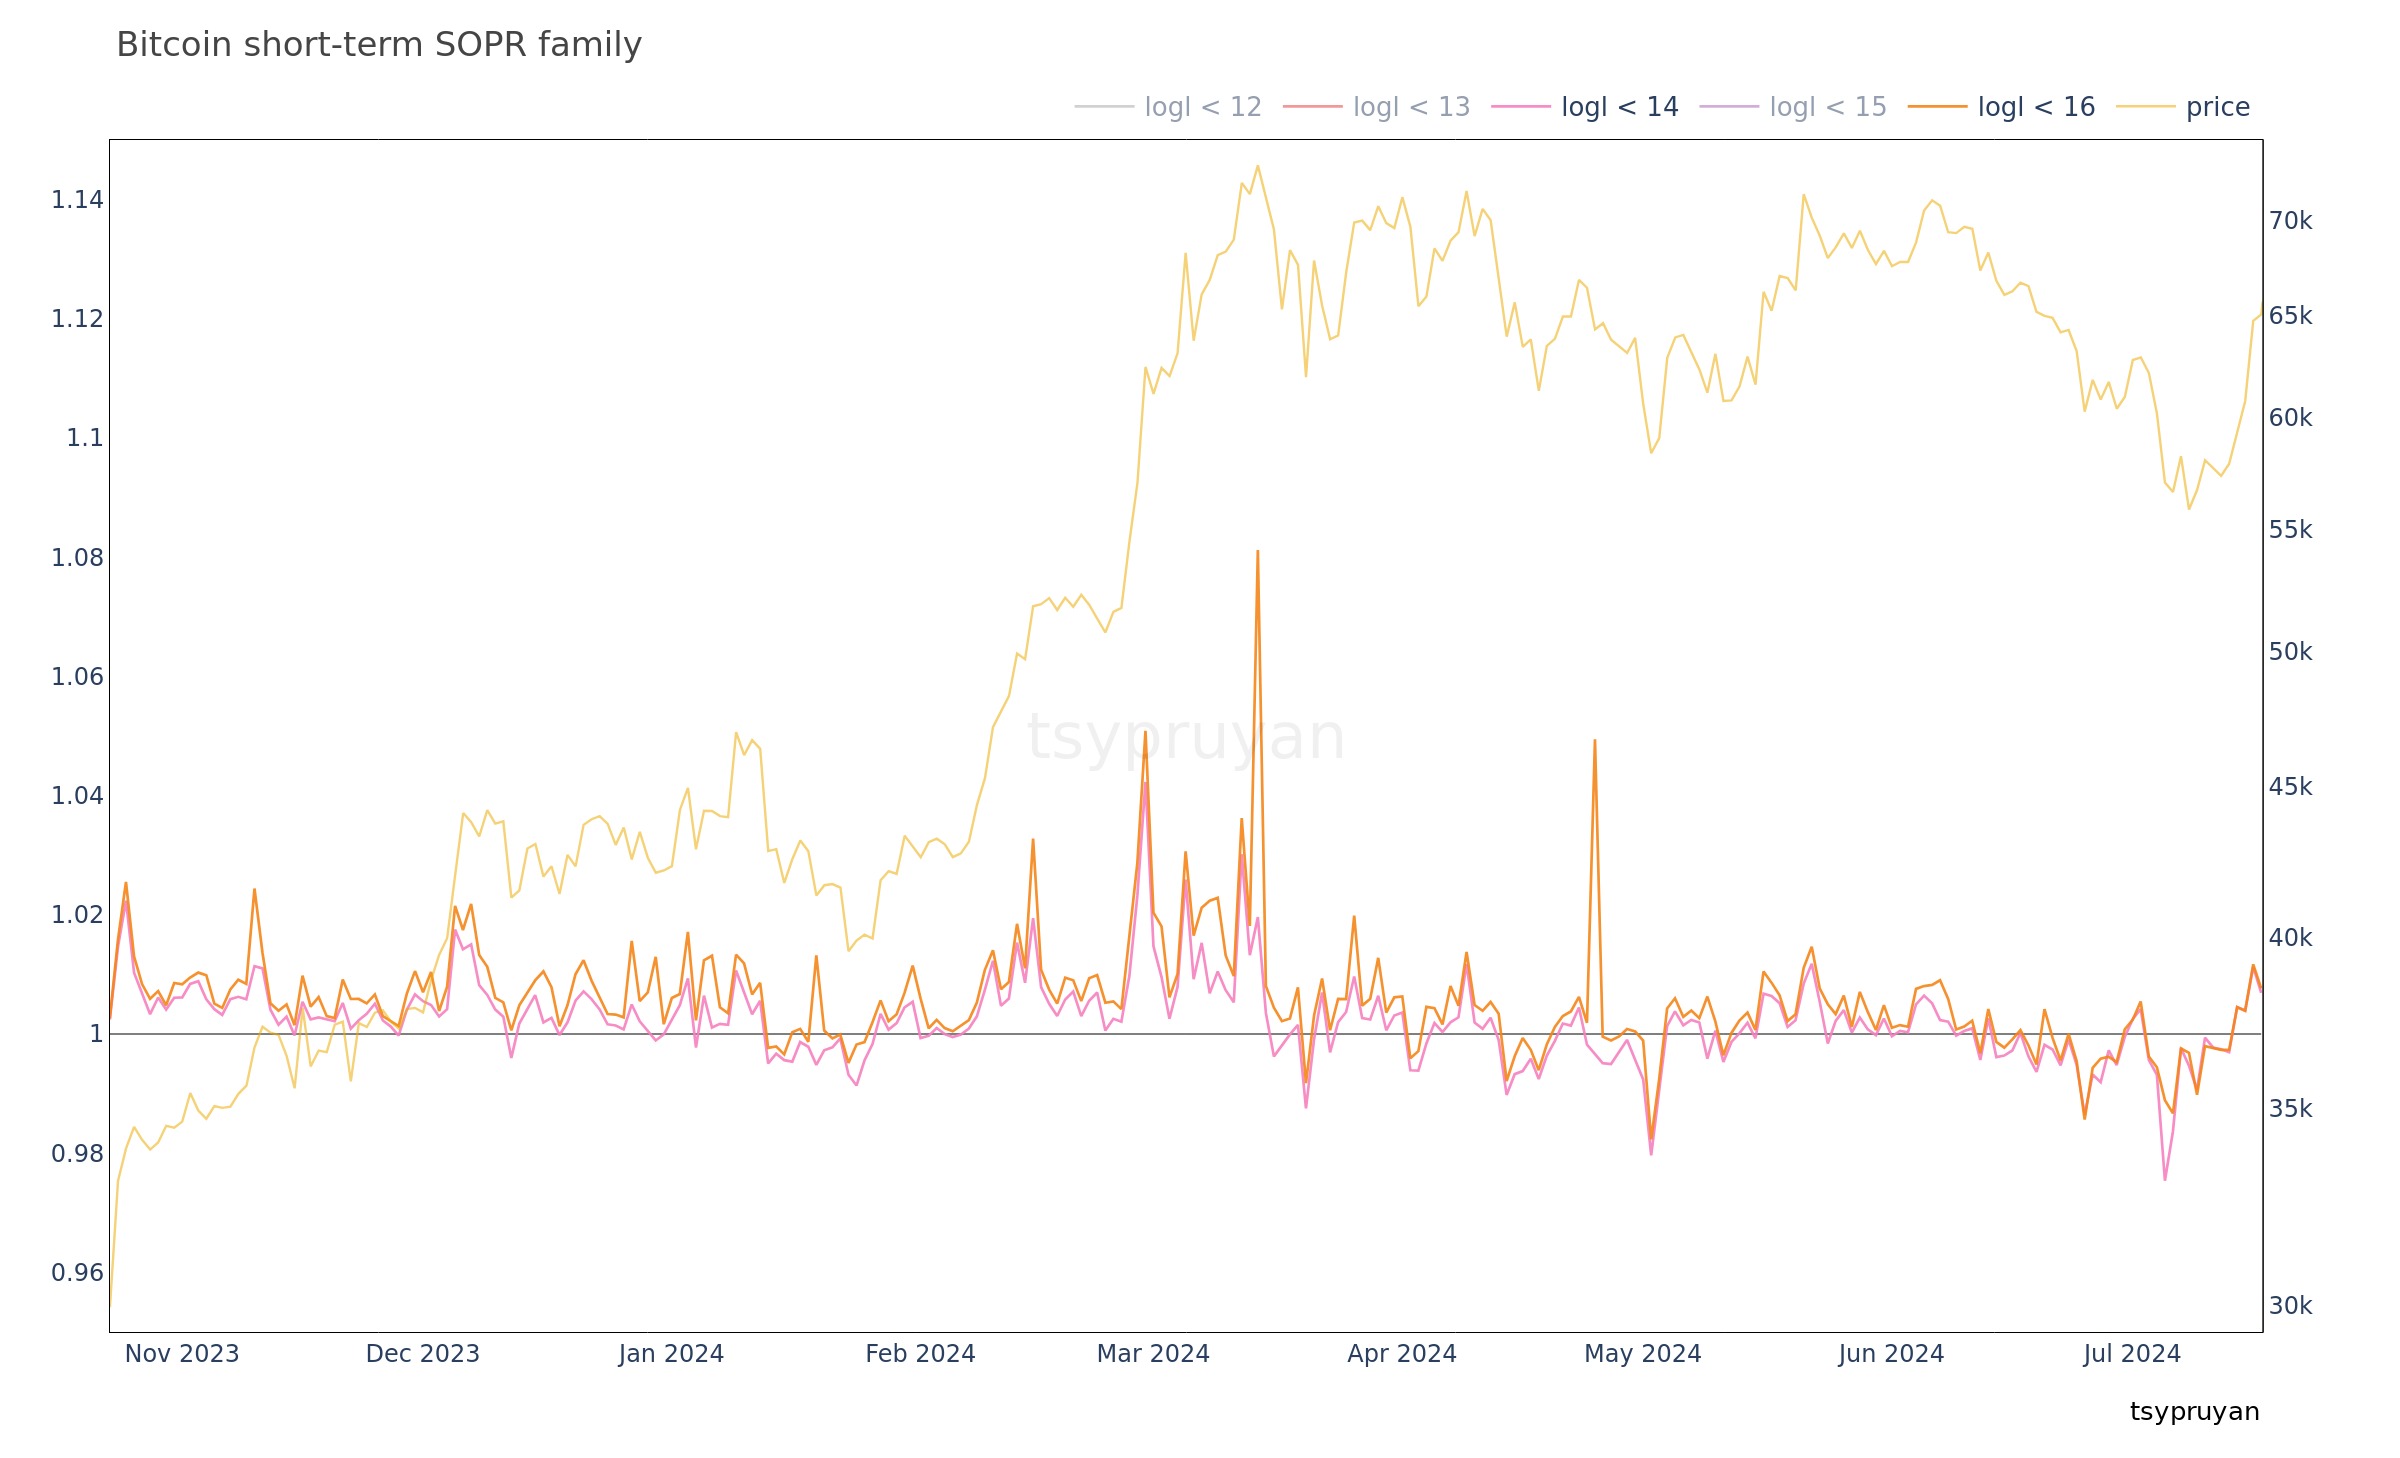 Bitcoin short-term SOPR family
logl < 12 logl < 13 logl < 14 logl < 15 logl < 16 price
1.14
1.12
1.1
1.08
1.06
1.04
1.02
1
0.98
0.96
70k
65k
60k
55k
50k
45k
40k
35k
30k
tsypruyan
Nov 2023 Dec 2023 Jan 2024 Feb 2024 Mar 2024 Apr 2024 May 2024 Jun 2024 Jul 2024
tsypruyan